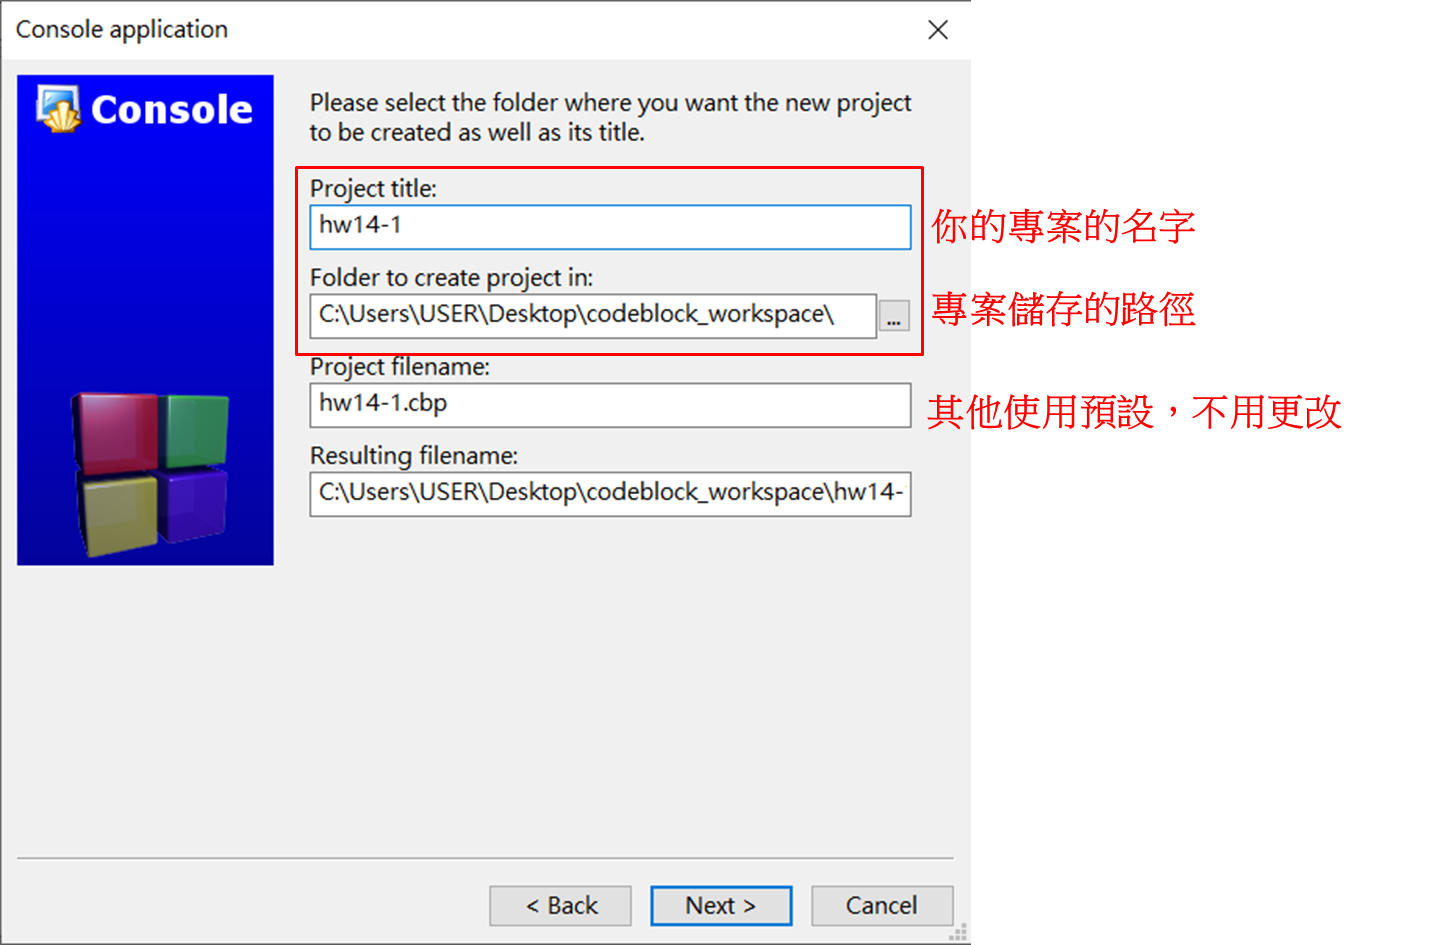 Console application
Console
Please select the folder where you want the new project
to be created as well as its title.
Project title:
hw14-1
你的專案的名字
Folder to create project in:
C:\Users\USER\Desktop\codeblock_workspace\
...
專案儲存的路徑
Project filename:
hw14-1.cbp
其他使用預設，不用更改
Resulting filename:
C:\Users\USER\Desktop\codeblock_workspace\hw14-
< Back
Next >
Cancel